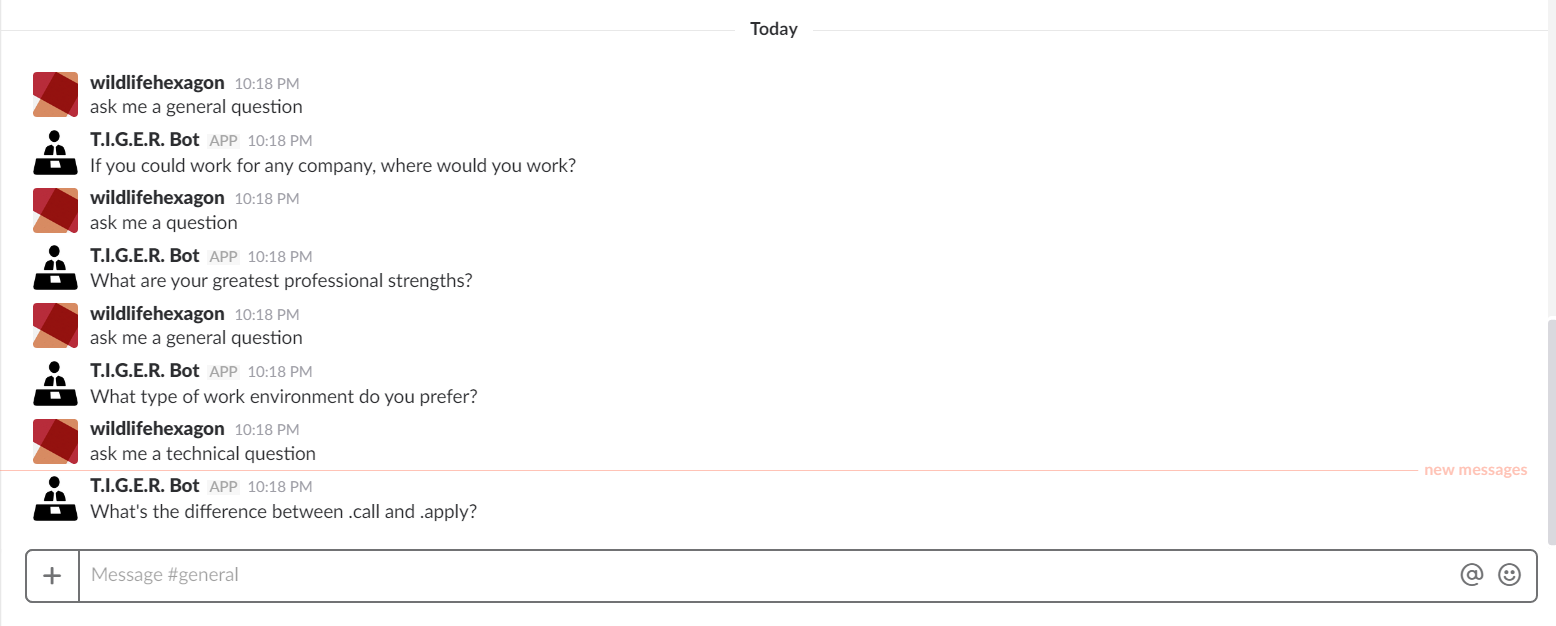 Today
wildlifehexagon 10:18 PM
ask me a general question
T.I.G.E.R. Bot APP 10:18 PM
If you could work for any company, where would you work?
wildlifehexagon 10:18 PM
ask me a question
T.I.G.E.R. Bot APP 10:18 PM
What are your greatest professional strengths?
wildlifehexagon 10:18 PM
ask me a general question
T.I.G.E.R. Bot APP 10:18 PM
What type of work environment do you prefer?
wildlifehexagon 10:18 PM
ask me a technical question
new messages
T.I.G.E.R. Bot APP 10:18 PM
What's the difference between .call and .apply?
+ Message #general @